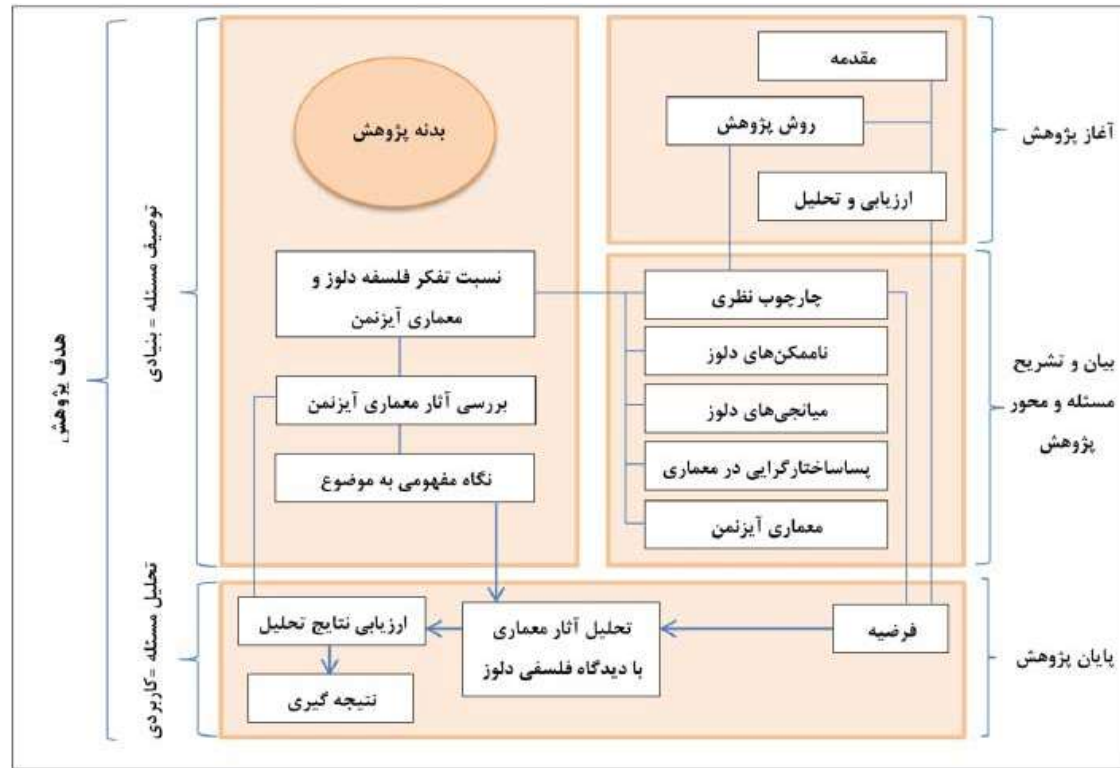 مقدمه
روش پژوهش
ارزیابی و تحلیل
آغاز پژوهش
چارچوب نظری
ناممکن‌های دلوز
میانجی‌های دلوز
پساساختارگرایی در معماری
معماری آیزنمن
بیان و تشریح
مسئله و محور
پژوهش
بدنه پژوهش
نسبت تفکر فلسفه دلوز و
معماری آیزنمن
بررسی آثار معماری آیزنمن
نگاه مفهومی به موضوع
توصیف مسئله = بنیادی
هدف پژوهش
فرضیه
تحلیل آثار معماری
با دیدگاه فلسفی دلوز
ارزیابی نتایج تحلیل
نتیجه گیری
پایان پژوهش
تحلیل مسئله =کاربردی